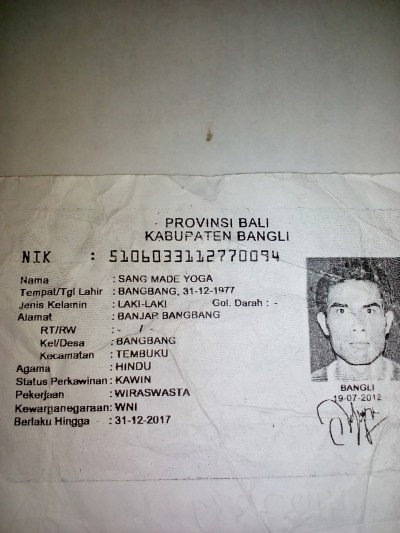 PROVINSI BALI
KABUPATEN BANGLI
NIK : 5106033112770094
Nama : SANG MADE YOGA
Tempat/Tgl Lahir : BANGBANG, 31-12-1977
Jenis Kelamin : LAKI-LAKI Gol. Darah : -
Alamat : BANJAR BANGBANG
RT/RW : - / -
Kel/Desa : BANGBANG
Kecamatan : TEMBUKU
Agama : HINDU
Status Perkawinan : KAWIN
Pekerjaan : WIRASWASTA
Kewarganegaraan : WNI
Berlaku Hingga : 31-12-2017
BANGLI
19-07-2012